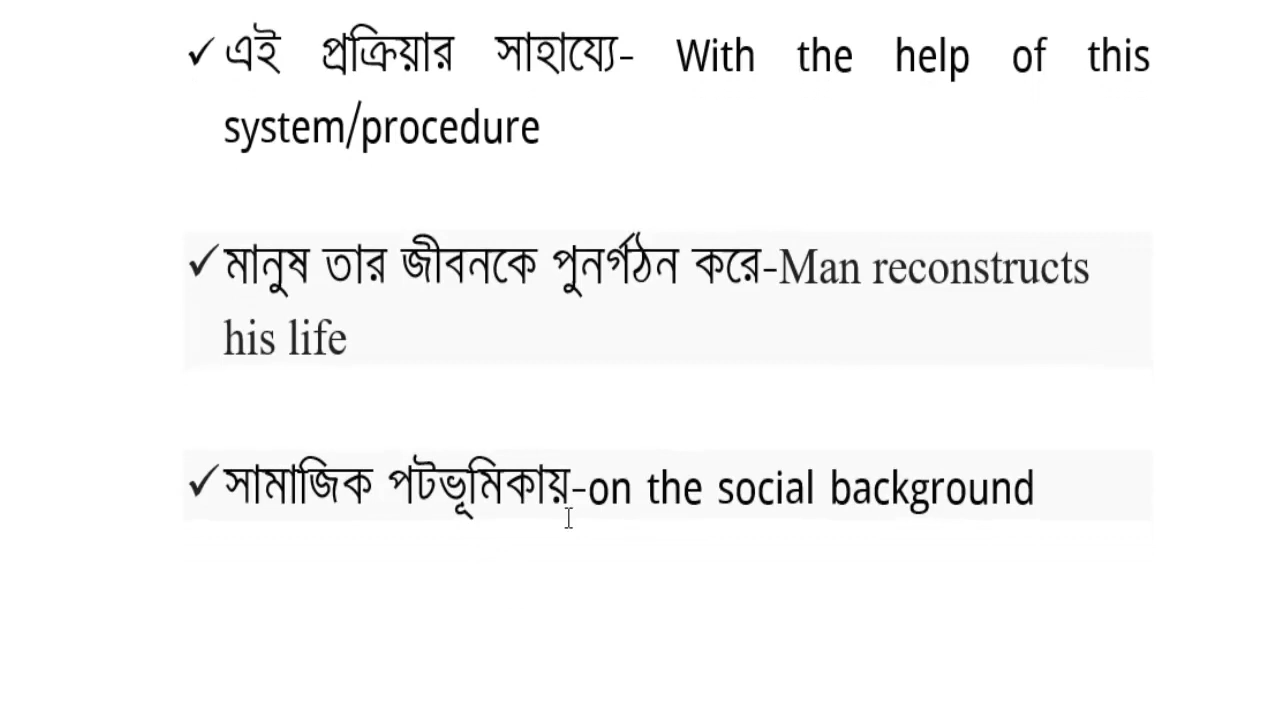 ✓ এই প্রক্রিয়ার সাহায্যে- With the help of this
system/procedure
✓ মানুষ তার জীবনকে পুনর্গঠন করে-Man reconstructs
his life
✓ সামাজিক পটভূমিকায়-on the social background